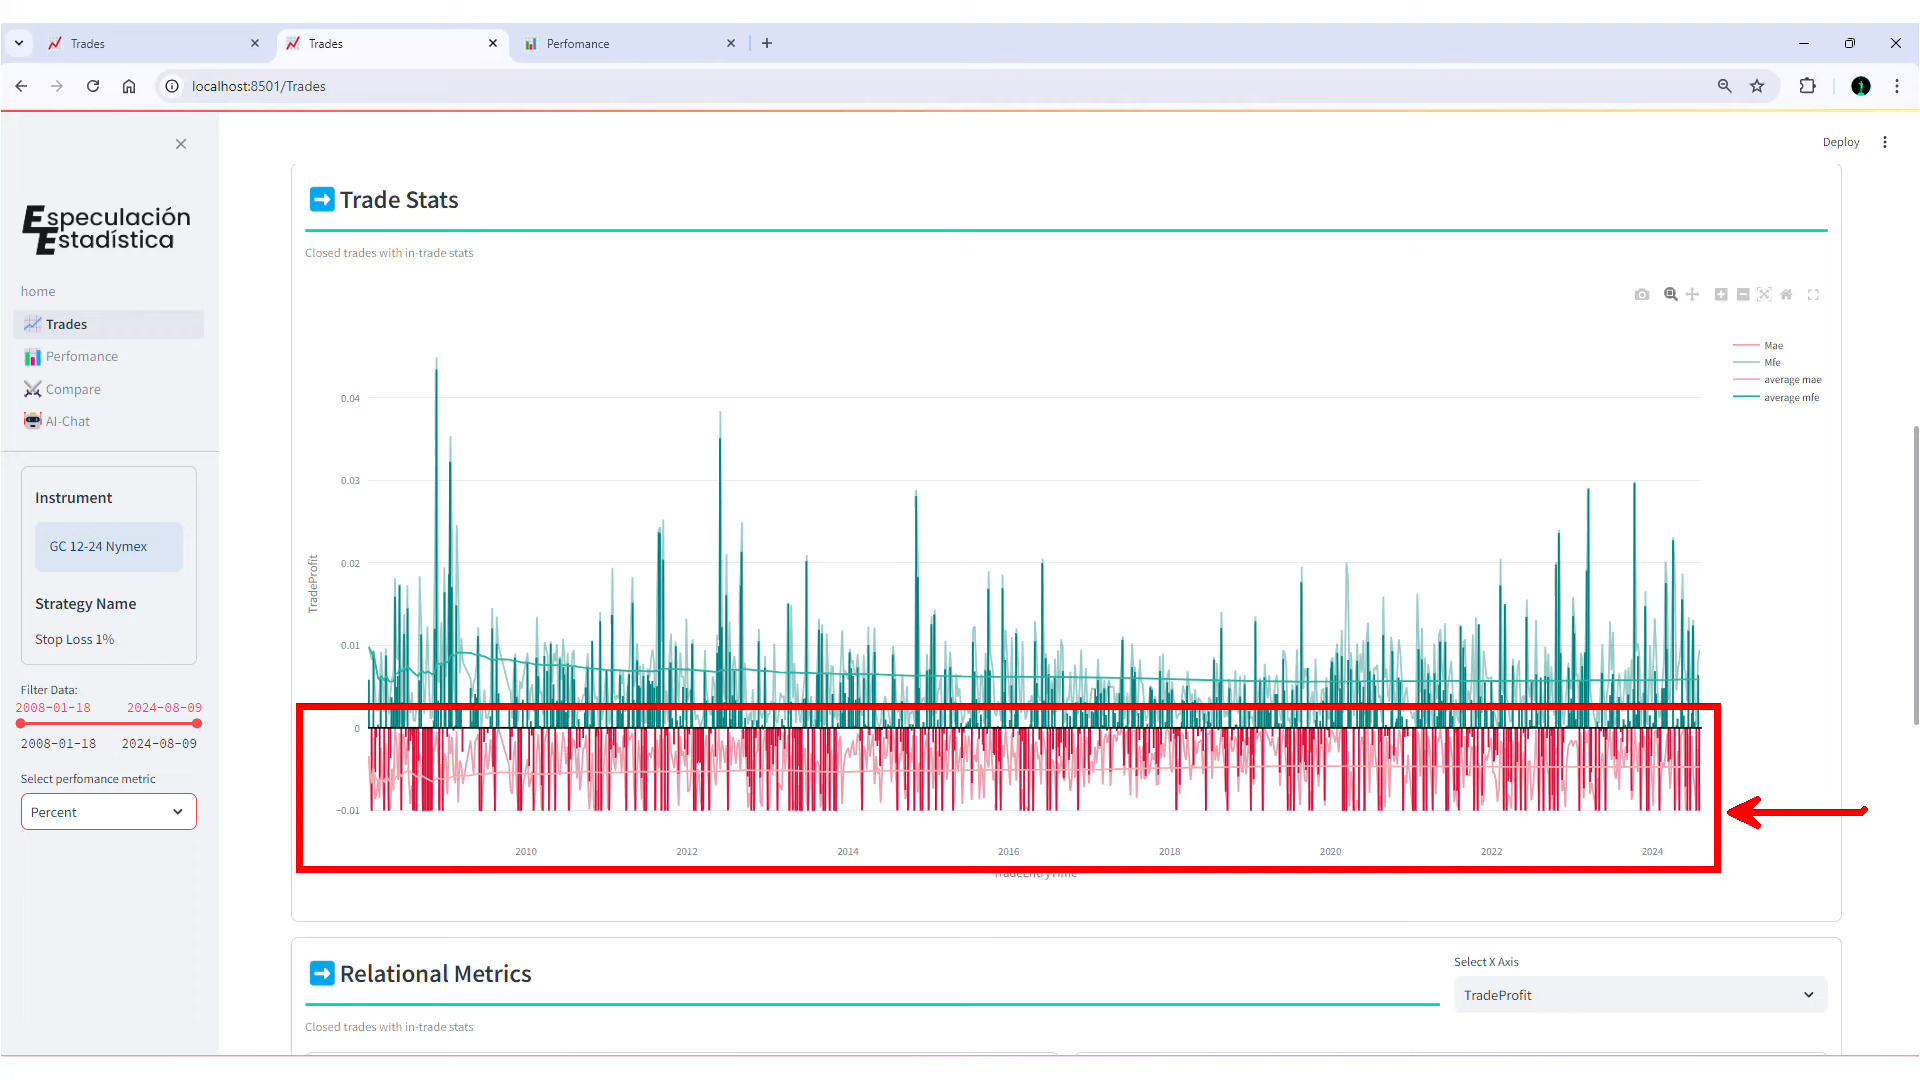 Trades
Trades
Perfomance
localhost:8501/Trades
Deploy
Especulación
Estadística
home
Trades
Perfomance
Compare
AI-Chat
Instrument
GC 12-24 Nymex
Strategy Name
Stop Loss 1%
Filter Data:
2008-01-18 2024-08-09
2008-01-18 2024-08-09
Select perfomance metric
Percent
Trade Stats
Closed trades with in-trade stats
Mae
Mfe
average mae
average mfe
TradeProfit
0.04
0.03
0.02
0.01
0
−0.01
2010 2012 2014 2016 2018 2020 2022 2024
TradeEntryTime
Relational Metrics
Closed trades with in-trade stats
Select X Axis
TradeProfit